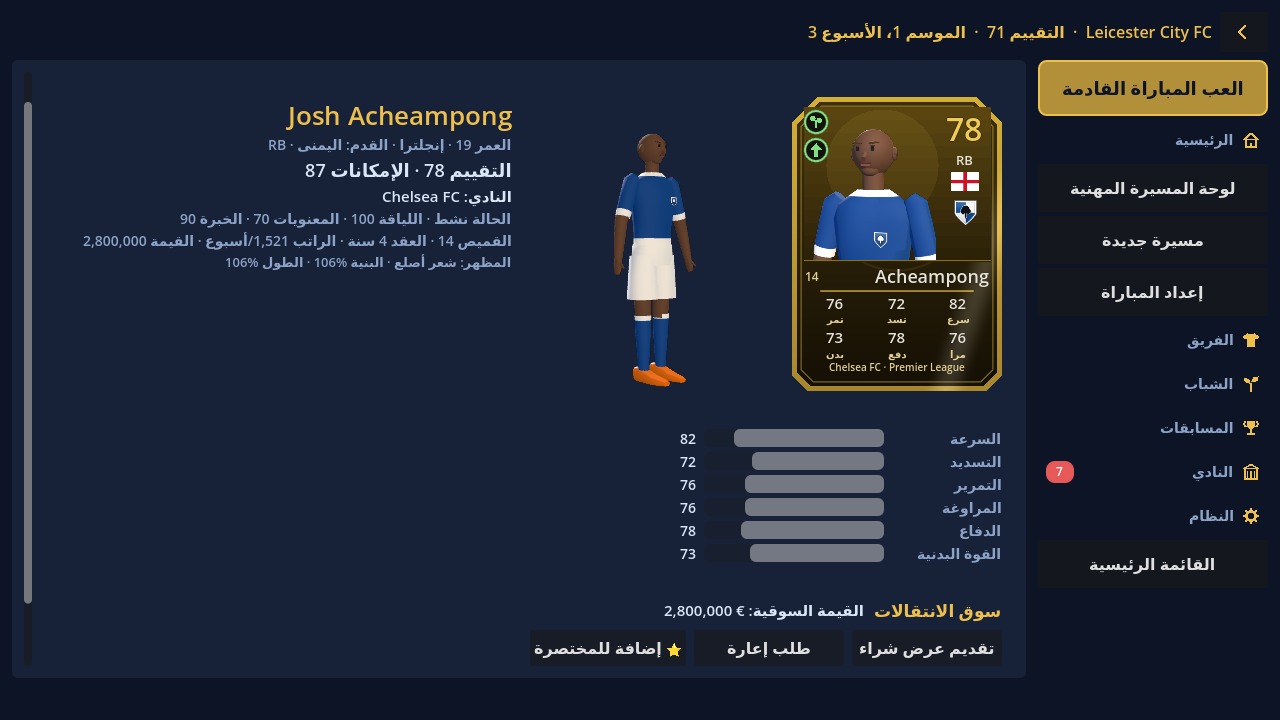 Leicester City FC · التقييم 71 · الموسم 1، الأسبوع 3
العب المباراة القادمة
الرئيسية
لوحة المسيرة المهنية
مسيرة جديدة
إعداد المباراة
الفريق
الشباب
المسابقات
النادي
7
النظام
القائمة الرئيسية
78
RB
14
Acheampong
82 72 76
سرع تسد تمر
76 78 73
مرا دفع بدن
Chelsea FC · Premier League
Josh Acheampong
العمر 19 · إنجلترا · القدم: اليمنى · RB
التقييم 78 · الإمكانات 87
النادي: Chelsea FC
الحالة نشط · اللياقة 100 · المعنويات 70 · الخبرة 90
القميص 14 · العقد 4 سنة · الراتب 1,521/أسبوع · القيمة 2,800,000
المظهر: شعر أصلع · البنية 106% · الطول 106%
السرعة 82
التسديد 72
التمرير 76
المراوغة 76
الدفاع 78
القوة البدنية 73
سوق الانتقالات القيمة السوقية: € 2,800,000
تقديم عرض شراء
طلب إعارة
إضافة للمختصرة